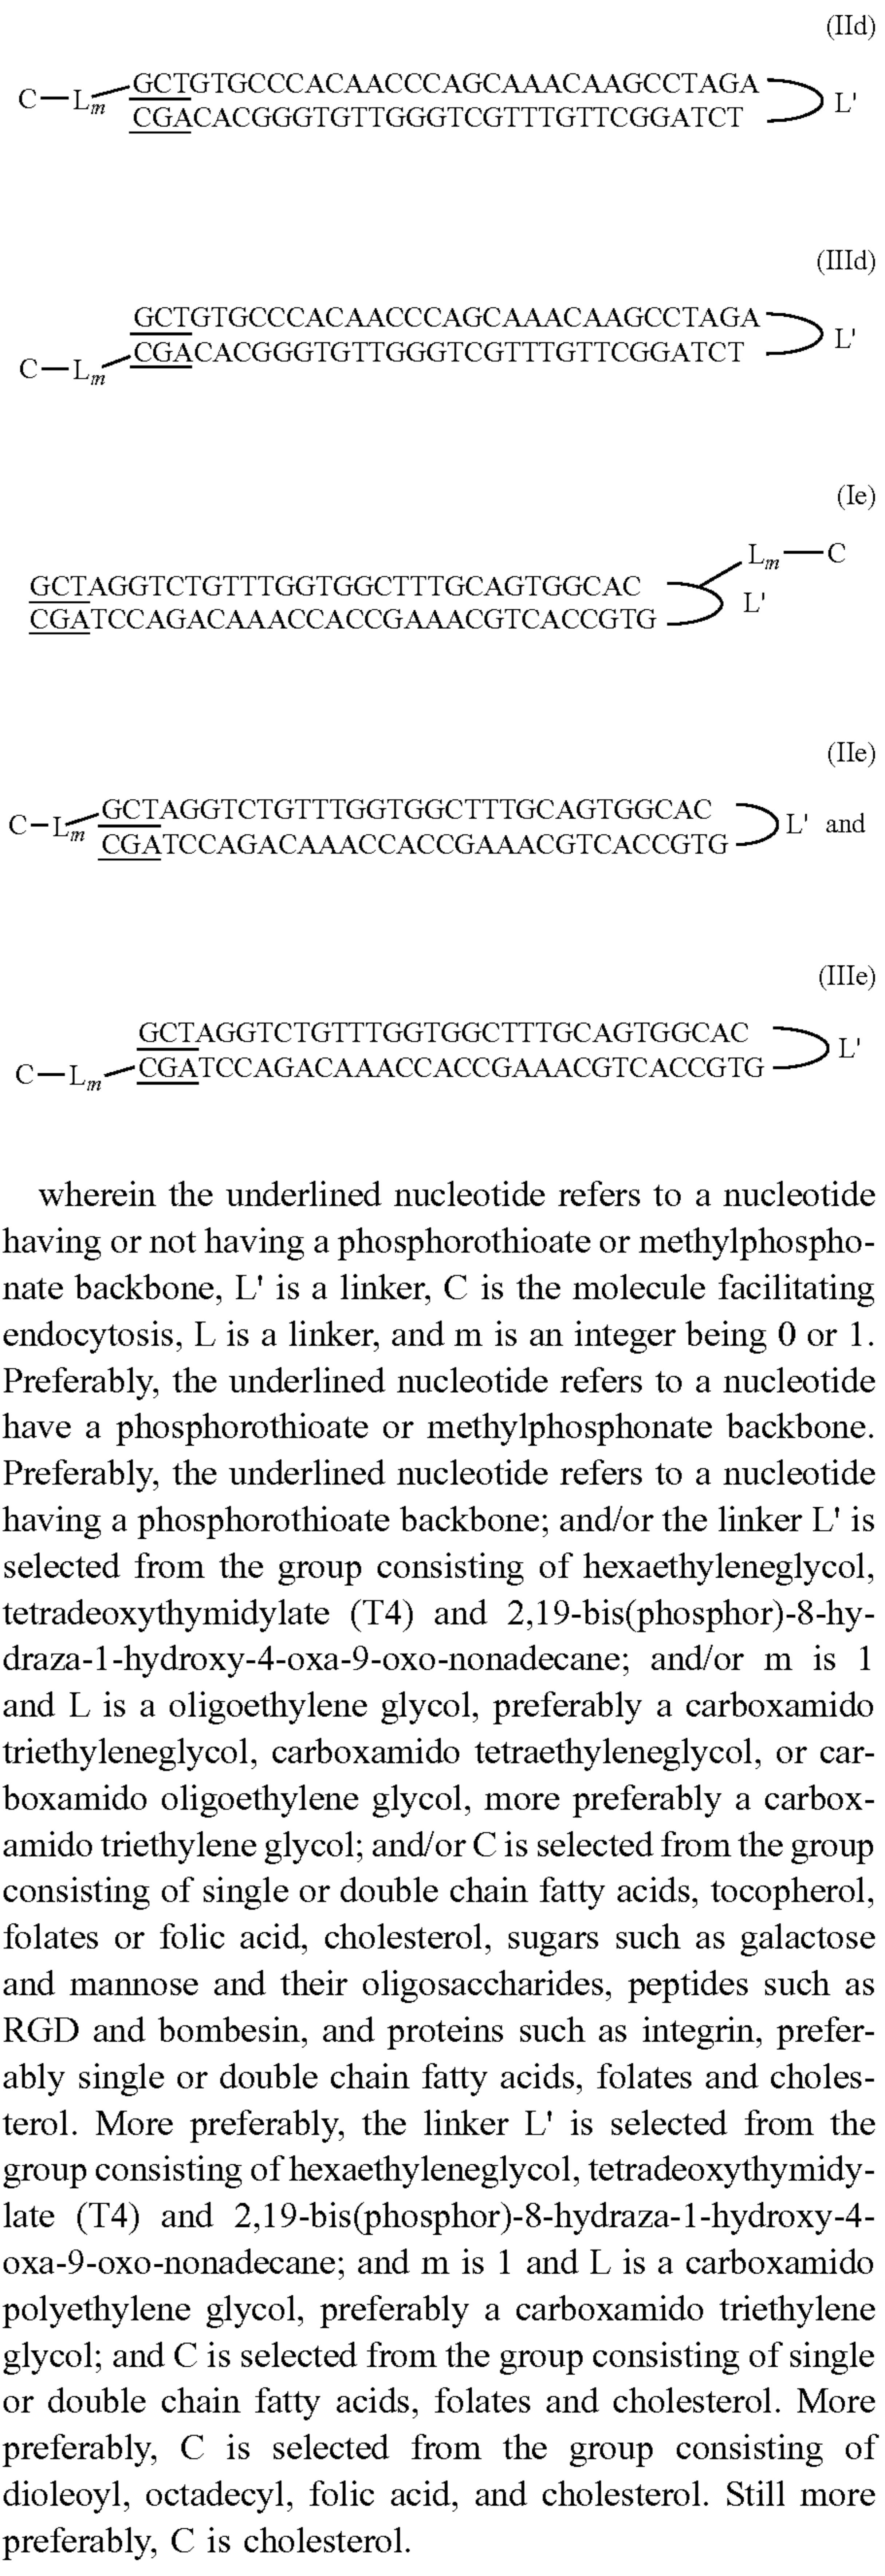 (IId)
GCTGTGCCCACAACCCAGCAAACAAGCCTAGA
C—Lm L'
CGACACGGGTGTTGGGTCGTTTGTTCGGATCT
(IIId)
GCTGTGCCCACAACCCAGCAAACAAGCCTAGA
L'
CGACACGGGTGTTGGGTCGTTTGTTCGGATCT
C—Lm
(Ie)
Lm—C
GCTAGGTCTGTTTGGTGGCTTTGCAGTGGCAC
L'
CGATCCAGACAAACCACCGAAACGTCACCGTG
(IIe)
GCTAGGTCTGTTTGGTGGCTTTGCAGTGGCAC
C—Lm L' and
CGATCCAGACAAACCACCGAAACGTCACCGTG
(IIIe)
GCTAGGTCTGTTTGGTGGCTTTGCAGTGGCAC
L'
CGATCCAGACAAACCACCGAAACGTCACCGTG
C—Lm
wherein the underlined nucleotide refers to a nucleotide
having or not having a phosphorothioate or methylphospho-
nate backbone, L' is a linker, C is the molecule facilitating
endocytosis, L is a linker, and m is an integer being 0 or 1.
Preferably, the underlined nucleotide refers to a nucleotide
have a phosphorothioate or methylphosphonate backbone.
Preferably, the underlined nucleotide refers to a nucleotide
having a phosphorothioate backbone; and/or the linker L' is
selected from the group consisting of hexaethyleneglycol,
tetradeoxythymidylate (T4) and 2,19-bis(phosphor)-8-hy-
draza-1-hydroxy-4-oxa-9-oxo-nonadecane; and/or m is 1
and L is a oligoethylene glycol, preferably a carboxamido
triethyleneglycol, carboxamido tetraethyleneglycol, or car-
boxamido oligoethylene glycol, more preferably a carbox-
amido triethylene glycol; and/or C is selected from the group
consisting of single or double chain fatty acids, tocopherol,
folates or folic acid, cholesterol, sugars such as galactose
and mannose and their oligosaccharides, peptides such as
RGD and bombesin, and proteins such as integrin, prefer-
ably single or double chain fatty acids, folates and choles-
terol. More preferably, the linker L' is selected from the
group consisting of hexaethyleneglycol, tetradeoxythymidy-
late (T4) and 2,19-bis(phosphor)-8-hydraza-1-hydroxy-4-
oxa-9-oxo-nonadecane; and m is 1 and L is a carboxamido
polyethylene glycol, preferably a carboxamido triethylene
glycol; and C is selected from the group consisting of single
or double chain fatty acids, folates and cholesterol. More
preferably, C is selected from the group consisting of
dioleoyl, octadecyl, folic acid, and cholesterol. Still more
preferably, C is cholesterol.